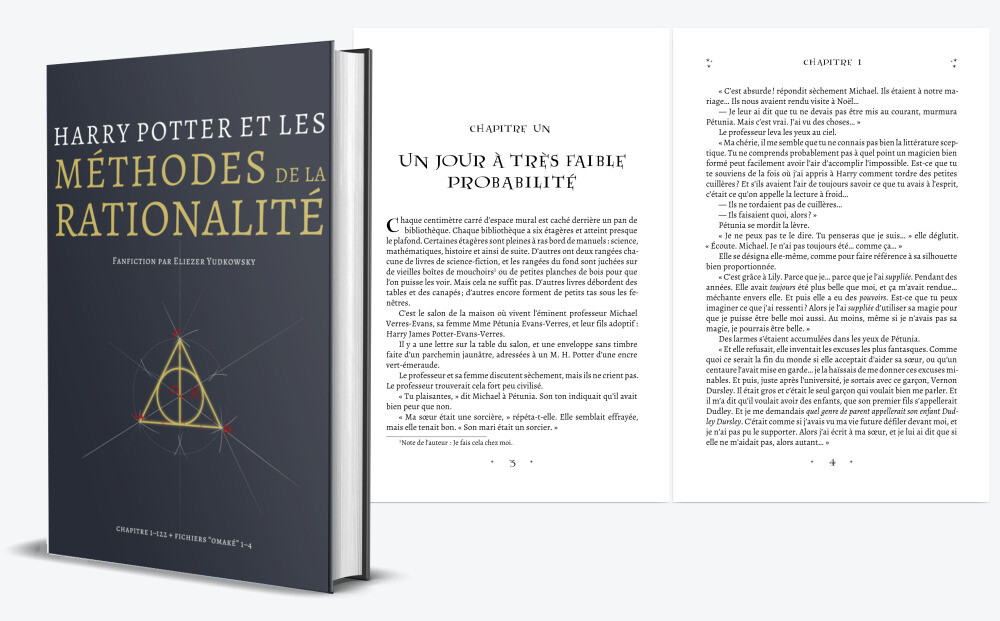 HARRY POTTER ET LES
MÉTHODES DE LA
RATIONALITÉ
FANFICTION PAR ELIEZER YUDKOWSKY
CHAPITRE 1–122 + FICHIERS "OMAKÉ" 1–4
CHAPITRE UN
UN JOUR À TRÈS FAIBLE
PROBABILITÉ
Chaque centimètre carré d'espace mural est caché derrière un pan de
bibliothèque. Chaque bibliothèque a six étagères et atteint presque
le plafond. Certaines étagères sont pleines à ras bord de manuels : science,
mathématiques, histoire et ainsi de suite. D'autres ont deux rangées cha-
cune de livres de science-fiction, et les rangées du fond sont juchées sur
de vieilles boîtes de mouchoirs¹ ou de petites planches de bois pour que
l'on puisse les voir. Mais cela ne suffit pas. D'autres livres débordent des
tables et des canapés ; d'autres encore forment de petits tas sous les fe-
nêtres.
C'est le salon de la maison où vivent l'éminent professeur Michael
Verres-Evans, sa femme Mme Pétunia Evans-Verres, et leur fils adoptif :
Harry James Potter-Evans-Verres.
Il y a une lettre sur la table du salon, et une enveloppe sans timbre
faite d'un parchemin jaunâtre, adressées à un M. H. Potter d'une encre
vert-émeraude.
Le professeur et sa femme discutent sèchement, mais ils ne crient pas.
Le professeur trouverait cela fort peu civilisé.
« Tu plaisantes, » dit Michael à Pétunia. Son ton indiquait qu'il avait
bien peur que non.
« Ma sœur était une sorcière, » répéta-t-elle. Elle semblait effrayée,
mais elle tenait bon. « Son mari était un sorcier. »
¹Note de l'auteur : Je fais cela chez moi.
3
CHAPITRE 1
« C'est absurde ! répondit sèchement Michael. Ils étaient à notre ma-
riage... Ils nous avaient rendu visite à Noël...
— Je leur ai dit que tu ne devais pas être mis au courant, murmura
Pétunia. Mais c'est vrai. J'ai vu des choses... »
Le professeur leva les yeux au ciel.
« Ma chérie, il me semble que tu ne connais pas bien la littérature scep-
tique. Tu ne comprends probablement pas à quel point un magicien bien
formé peut facilement avoir l'air d'accomplir l'impossible. Est-ce que tu
te souviens de la fois où j'ai appris à Harry comment tordre des petites
cuillères ? Et s'ils avaient l'air de toujours savoir ce que tu avais à l'esprit,
c'était ce qu'on appelle la lecture à froid...
— Ils ne tordaient pas de cuillères...
— Ils faisaient quoi, alors ? »
Pétunia se mordit la lèvre.
« Je ne peux pas te le dire. Tu penseras que je suis... » elle déglutit.
« Écoute. Michael. Je n'ai pas toujours été... comme ça... »
Elle se désigna elle-même, comme pour faire référence à sa silhouette
bien proportionnée.
« C'est grâce à Lily. Parce que je... parce que je l'ai suppliée. Pendant des
années. Elle avait toujours été plus belle que moi, et ça m'avait rendue...
méchante envers elle. Et puis elle a eu des pouvoirs. Est-ce que tu peux
imaginer ce que j'ai ressenti ? Alors je l'ai suppliée d'utiliser sa magie pour
que je puisse être belle moi aussi. Au moins, même si je n'avais pas sa
magie, je pourrais être belle. »
Des larmes s'étaient accumulées dans les yeux de Pétunia.
« Et elle refusait, elle inventait les excuses les plus fantasques. Comme
quoi ce serait la fin du monde si elle acceptait d'aider sa sœur, ou qu'un
centaure l'avait mise en garde... je la haïssais de me donner ces excuses mi-
nables. Et puis, juste après l'université, je sortais avec ce garçon, Vernon
Dursley. Il était gros et c'était le seul garçon qui voulait bien me parler. Et
il m'a dit qu'il voulait avoir des enfants, que son premier fils s'appellerait
Dudley. Et je me demandais quel genre de parent appellerait son enfant Dud-
ley Dursley. C'était comme si j'avais vu ma vie future défiler devant moi, et
je n'ai pas pu le supporter. Alors j'ai écrit à ma sœur, et je lui ai dit que si
elle ne m'aidait pas, alors autant... »
4